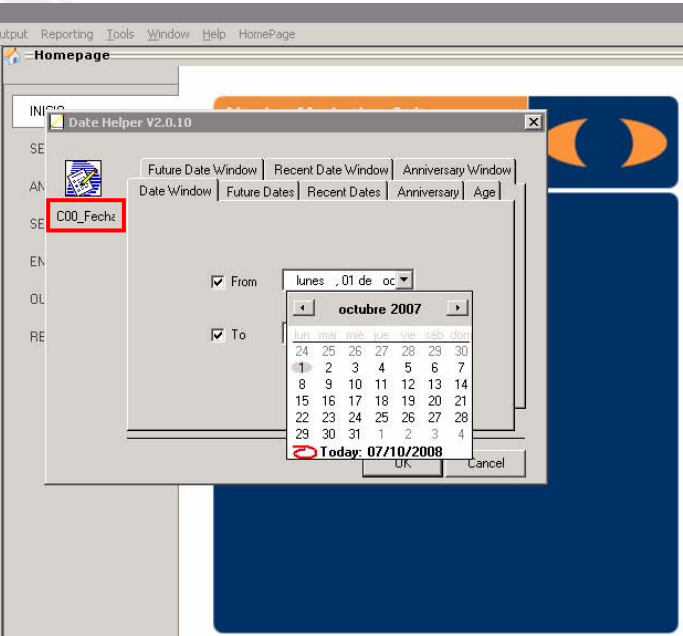 utput Reporting Tools Window Help HomePage
Homepage
Date Helper V2.0.10
SE
AN
SE
EN
OL
RE
C00_Fecha
Future Date Window Recent Date Window Anniversary Window
Date Window Future Dates Recent Dates Anniversary Age
From lunes , 01 de oc
To
octubre 2007
lun mar mié jue vie sáb dom
24 25 26 27 28 29 30
1 2 3 4 5 6 7
8 9 10 11 12 13 14
15 16 17 18 19 20 21
22 23 24 25 26 27 28
29 30 31 1 2 3 4
Today: 07/10/2008
OK Cancel